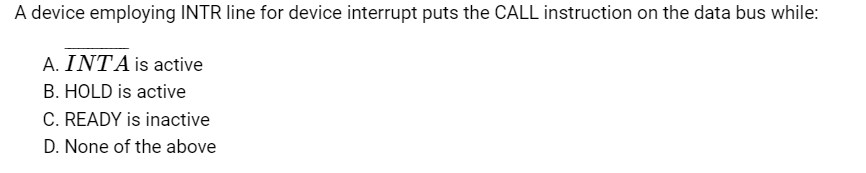 A device employing INTR line for device interrupt puts the CALL instruction on the data bus while:
A. \overline{INTA} is active
B. HOLD is active
C. READY is inactive
D. None of the above